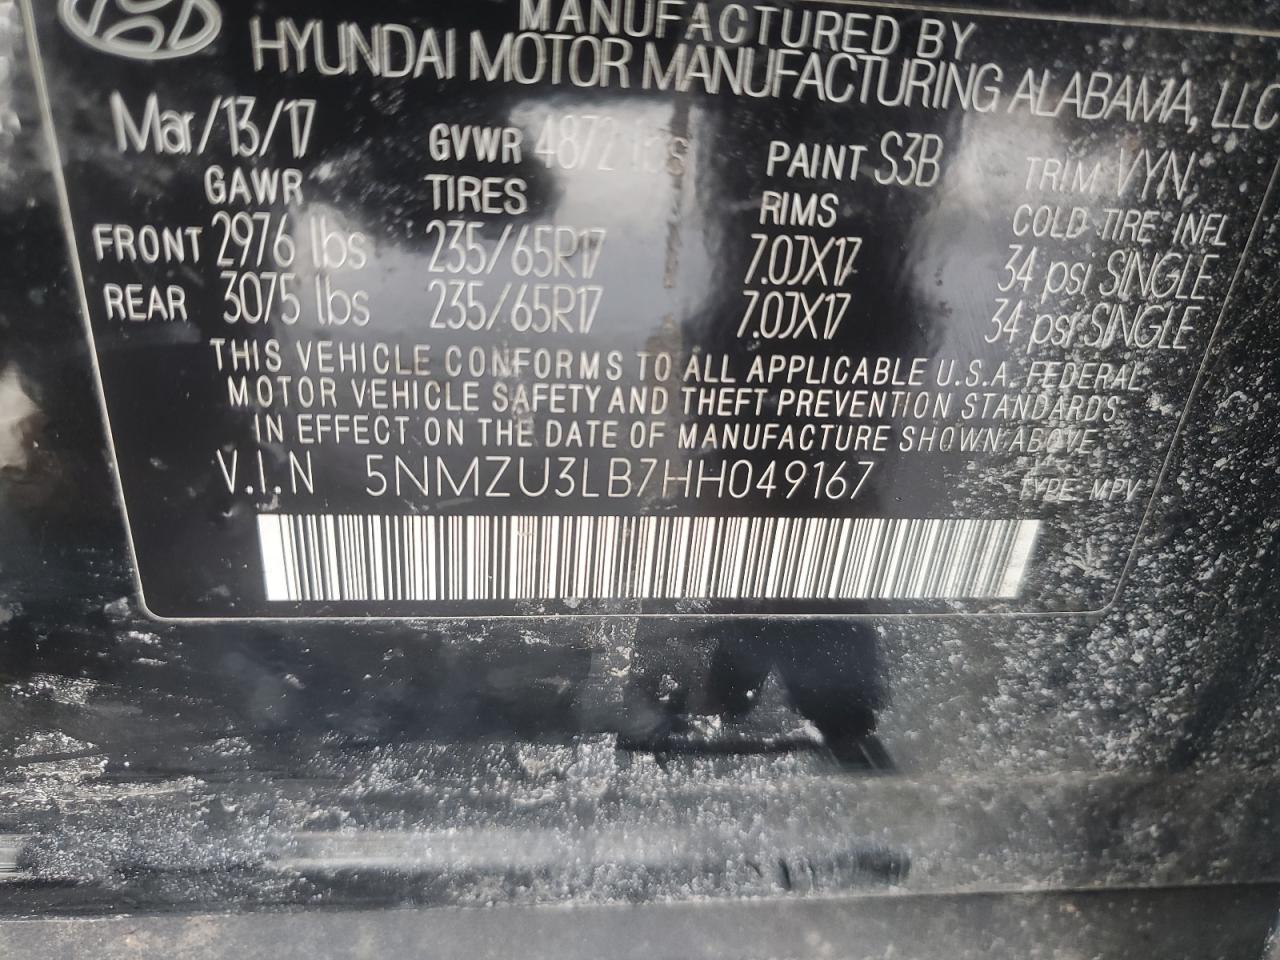 MANUFACTURED BY
HYUNDAI MOTOR MANUFACTURING ALABAMA, LLC
Mar/13/17 GVWR 4872 lbs PAINT S3B TRIM VYN
GAWR TIRES RIMS COLD TIRE INFL
FRONT 2976 lbs 235/65R17 7.0JX17 34 psi SINGLE
REAR 3075 lbs 235/65R17 7.0JX17 34 psi SINGLE
THIS VEHICLE CONFORMS TO ALL APPLICABLE U.S.A. FEDERAL
MOTOR VEHICLE SAFETY AND THEFT PREVENTION STANDARDS
IN EFFECT ON THE DATE OF MANUFACTURE SHOWN ABOVE
V.I.N 5NMZU3LB7HH049167 TYPE MPV